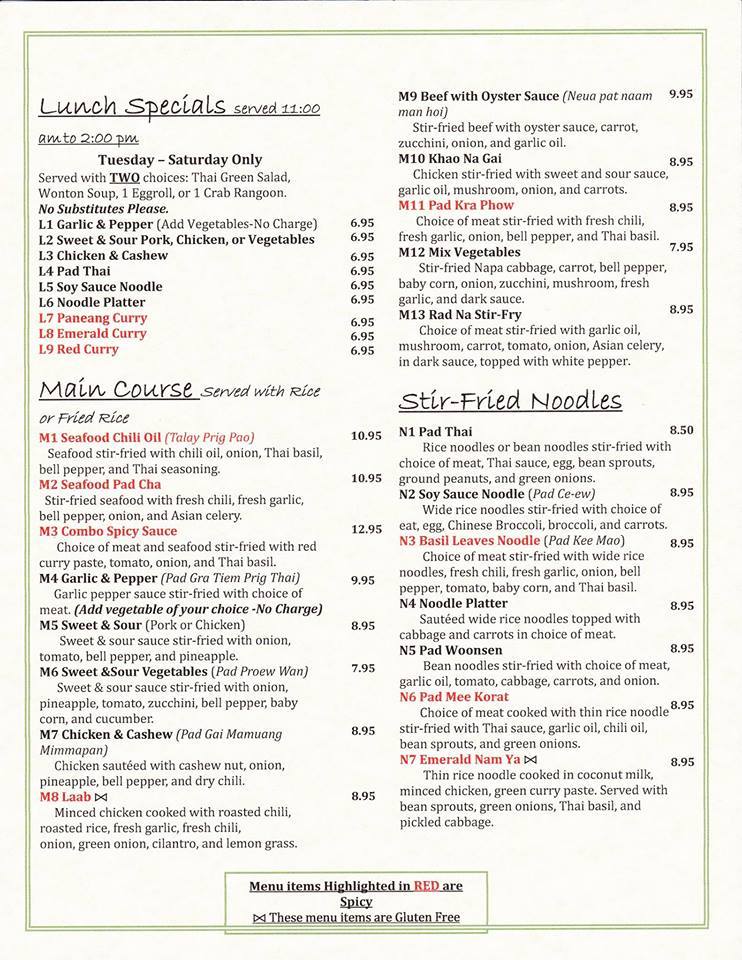 Lunch Specials served 11:00
am to 2:00 pm
Tuesday – Saturday Only
Served with TWO choices: Thai Green Salad,
Wonton Soup, 1 Eggroll, or 1 Crab Rangoon.
No Substitutes Please.
L1 Garlic & Pepper (Add Vegetables-No Charge) 6.95
L2 Sweet & Sour Pork, Chicken, or Vegetables 6.95
L3 Chicken & Cashew 6.95
L4 Pad Thai 6.95
L5 Soy Sauce Noodle 6.95
L6 Noodle Platter 6.95
L7 Paneang Curry 6.95
L8 Emerald Curry 6.95
L9 Red Curry 6.95
Main Course Served with Rice
or Fried Rice
M1 Seafood Chili Oil (Talay Prig Pao) 10.95
Seafood stir-fried with chili oil, onion, Thai basil,
bell pepper, and Thai seasoning.
M2 Seafood Pad Cha 10.95
Stir-fried seafood with fresh chili, fresh garlic,
bell pepper, onion, and Asian celery.
M3 Combo Spicy Sauce 12.95
Choice of meat and seafood stir-fried with red
curry paste, tomato, onion, and Thai basil.
M4 Garlic & Pepper (Pad Gra Tiem Prig Thai) 9.95
Garlic pepper sauce stir-fried with choice of
meat. (Add vegetable of your choice -No Charge)
M5 Sweet & Sour (Pork or Chicken) 8.95
Sweet & sour sauce stir-fried with onion,
tomato, bell pepper, and pineapple.
M6 Sweet &Sour Vegetables (Pad Proew Wan) 7.95
Sweet & sour sauce stir-fried with onion,
pineapple, tomato, zucchini, bell pepper, baby
corn, and cucumber.
M7 Chicken & Cashew (Pad Gai Mamuang 8.95
Mimmapan)
Chicken sautéed with cashew nut, onion,
pineapple, bell pepper, and dry chili.
M8 Laab ⋈ 8.95
Minced chicken cooked with roasted chili,
roasted rice, fresh garlic, fresh chili,
onion, green onion, cilantro, and lemon grass.
M9 Beef with Oyster Sauce (Neua pat naam 9.95
man hoi)
Stir-fried beef with oyster sauce, carrot,
zucchini, onion, and garlic oil.
M10 Khao Na Gai 8.95
Chicken stir-fried with sweet and sour sauce,
garlic oil, mushroom, onion, and carrots.
M11 Pad Kra Phow 8.95
Choice of meat stir-fried with fresh chili,
fresh garlic, onion, bell pepper, and Thai basil.
M12 Mix Vegetables 7.95
Stir-fried Napa cabbage, carrot, bell pepper,
baby corn, onion, zucchini, mushroom, fresh
garlic, and dark sauce.
M13 Rad Na Stir-Fry 8.95
Choice of meat stir-fried with garlic oil,
mushroom, carrot, tomato, onion, Asian celery,
in dark sauce, topped with white pepper.
Stir-Fried Noodles
N1 Pad Thai 8.50
Rice noodles or bean noodles stir-fried with
choice of meat, Thai sauce, egg, bean sprouts,
ground peanuts, and green onions.
N2 Soy Sauce Noodle (Pad Ce-ew) 8.95
Wide rice noodles stir-fried with choice of
eat, egg, Chinese Broccoli, broccoli, and carrots.
N3 Basil Leaves Noodle (Pad Kee Mao) 8.95
Choice of meat stir-fried with wide rice
noodles, fresh chili, fresh garlic, onion, bell
pepper, tomato, baby corn, and Thai basil.
N4 Noodle Platter 8.95
Sautéed wide rice noodles topped with
cabbage and carrots in choice of meat.
N5 Pad Woonsen 8.95
Bean noodles stir-fried with choice of meat,
garlic oil, tomato, cabbage, carrots, and onion.
N6 Pad Mee Korat 8.95
Choice of meat cooked with thin rice noodle
stir-fried with Thai sauce, garlic oil, chili oil,
bean sprouts, and green onions.
N7 Emerald Nam Ya ⋈ 8.95
Thin rice noodle cooked in coconut milk,
minced chicken, green curry paste. Served with
bean sprouts, green onions, Thai basil, and
pickled cabbage.
Menu items Highlighted in RED are
Spicy
⋈ These menu items are Gluten Free